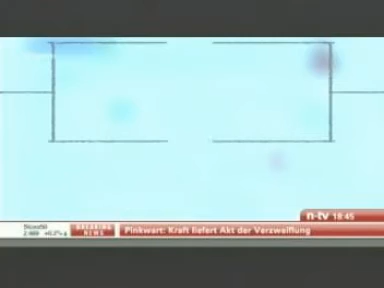 n-tv 18:45
BREAKING NEWS
Pinkwart: Kraft liefert Akt der Verzweiflung